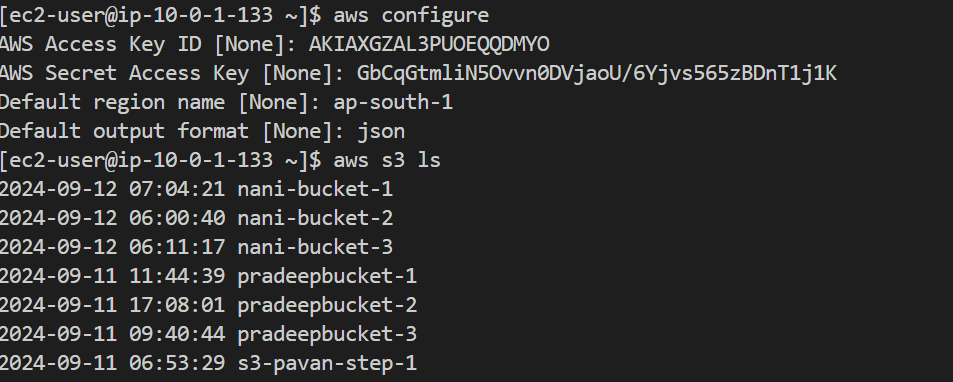 [ec2-user@ip-10-0-1-133 ~]$ aws configure
AWS Access Key ID [None]: AKIAXGZAL3PUOEQQDMYO
AWS Secret Access Key [None]: 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
Default region name [None]: ap-south-1
Default output format [None]: json
[ec2-user@ip-10-0-1-133 ~]$ aws s3 ls
2024-09-12 07:04:21 nani-bucket-1
2024-09-12 06:00:40 nani-bucket-2
2024-09-12 06:11:17 nani-bucket-3
2024-09-11 11:44:39 pradeepbucket-1
2024-09-11 17:08:01 pradeepbucket-2
2024-09-11 09:40:44 pradeepbucket-3
2024-09-11 06:53:29 s3-pavan-step-1